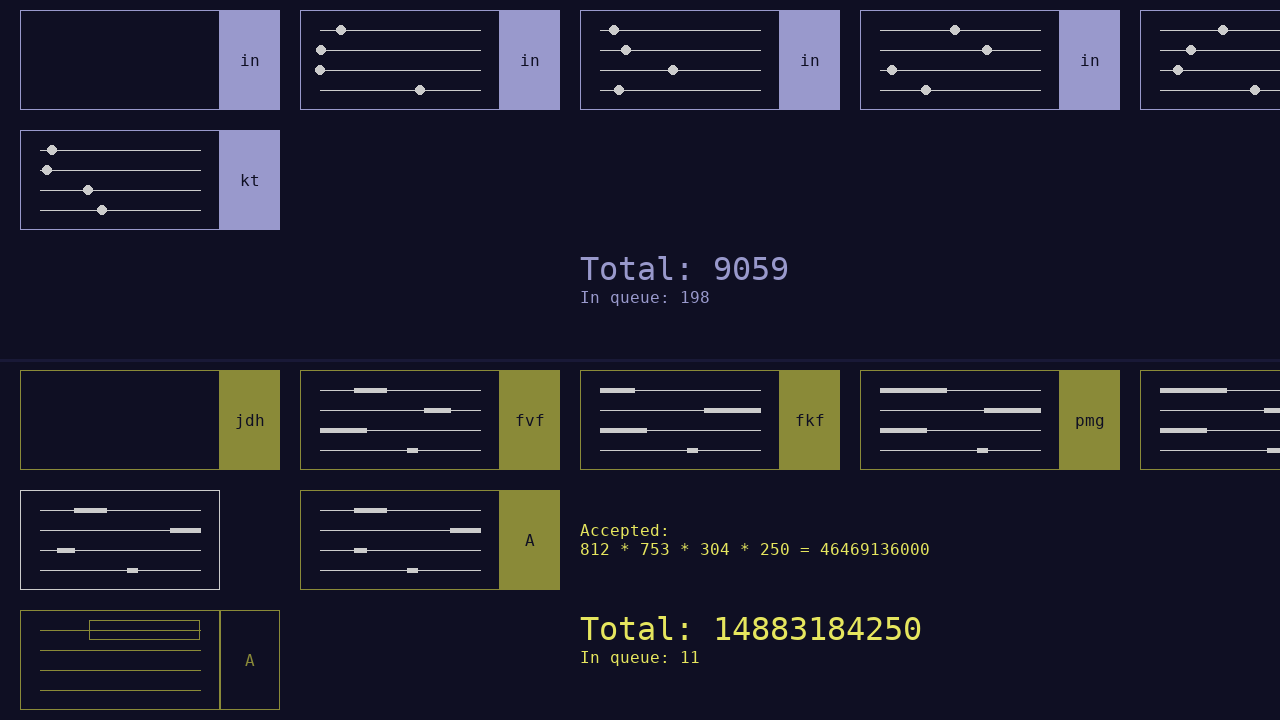 in in in in
kt
Total: 9059
In queue: 198
jdh fvf fkf pmg
A
Accepted:
812 * 753 * 304 * 250 = 46469136000
A
Total: 14883184250
In queue: 11